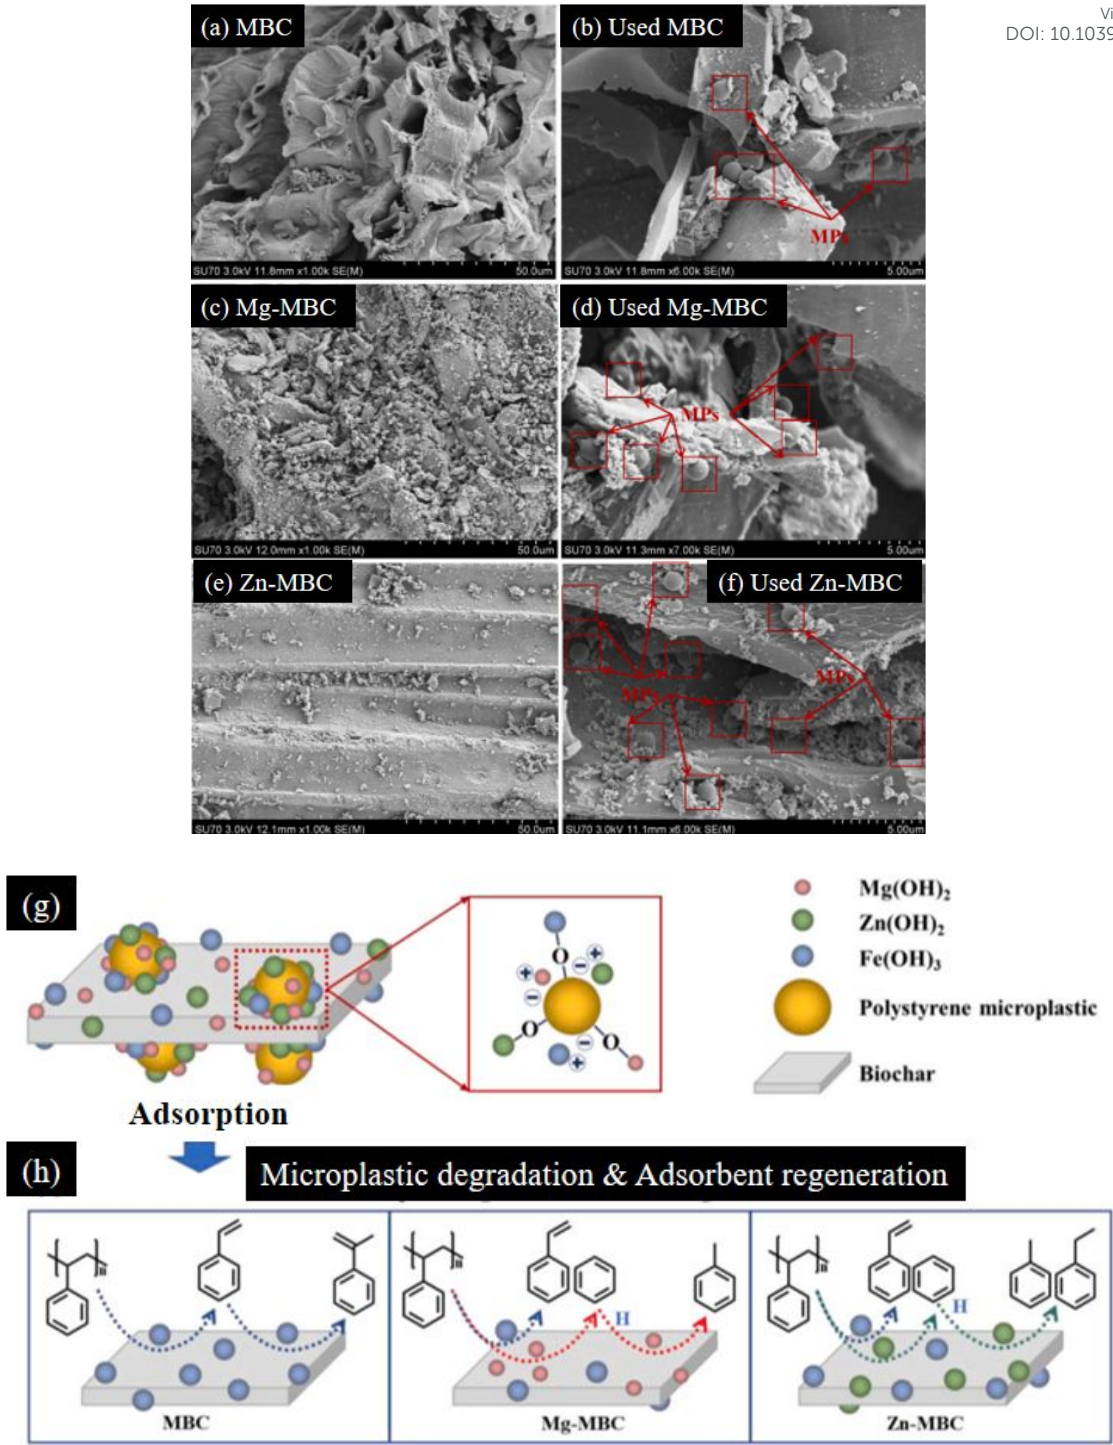 Vi
DOI: 10.1039
(a) MBC
(b) Used MBC
MPs
SU70 3.0kV 11.8mm x1.00k SE(M)
50.0um
SU70 3.0kV 11.8mm x6.00k SE(M)
5.00um
(c) Mg-MBC
(d) Used Mg-MBC
MPs
SU70 3.0kV 12.0mm x1.00k SE(M)
50.0um
SU70 3.0kV 11.3mm x7.00k SE(M)
5.00um
(e) Zn-MBC
(f) Used Zn-MBC
MPs
MPs
SU70 3.0kV 12.1mm x1.00k SE(M)
50.0um
SU70 3.0kV 11.1mm x6.00k SE(M)
5.00um
(g)
O
O
O
+
+
+
−
−
−
Mg(OH)₂
Zn(OH)₂
Fe(OH)₃
Polystyrene microplastic
Biochar
Adsorption
(h)
Microplastic degradation & Adsorbent regeneration
n
MBC
n
H
Mg-MBC
n
H
Zn-MBC